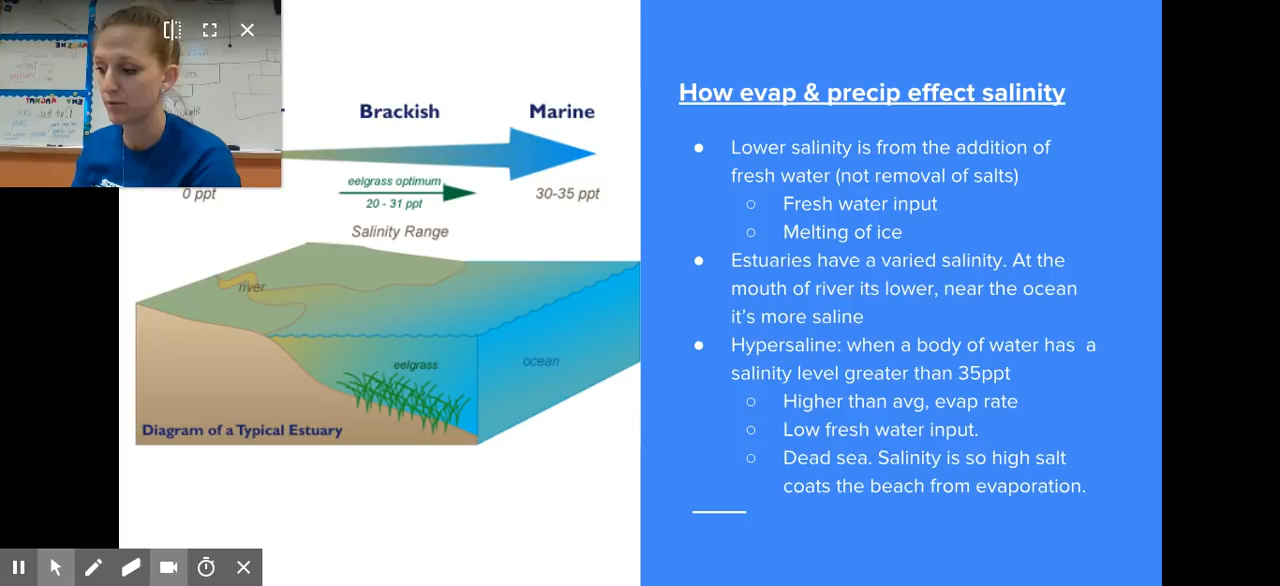 Brackish
Marine
eelgrass optimum
20 - 31 ppt
0 ppt
30-35 ppt
Salinity Range
river
eelgrass
ocean
Diagram of a Typical Estuary
How evap & precip effect salinity
● Lower salinity is from the addition of
fresh water (not removal of salts)
○ Fresh water input
○ Melting of ice
● Estuaries have a varied salinity. At the
mouth of river its lower, near the ocean
it's more saline
● Hypersaline: when a body of water has a
salinity level greater than 35ppt
○ Higher than avg, evap rate
○ Low fresh water input.
○ Dead sea. Salinity is so high salt
coats the beach from evaporation.